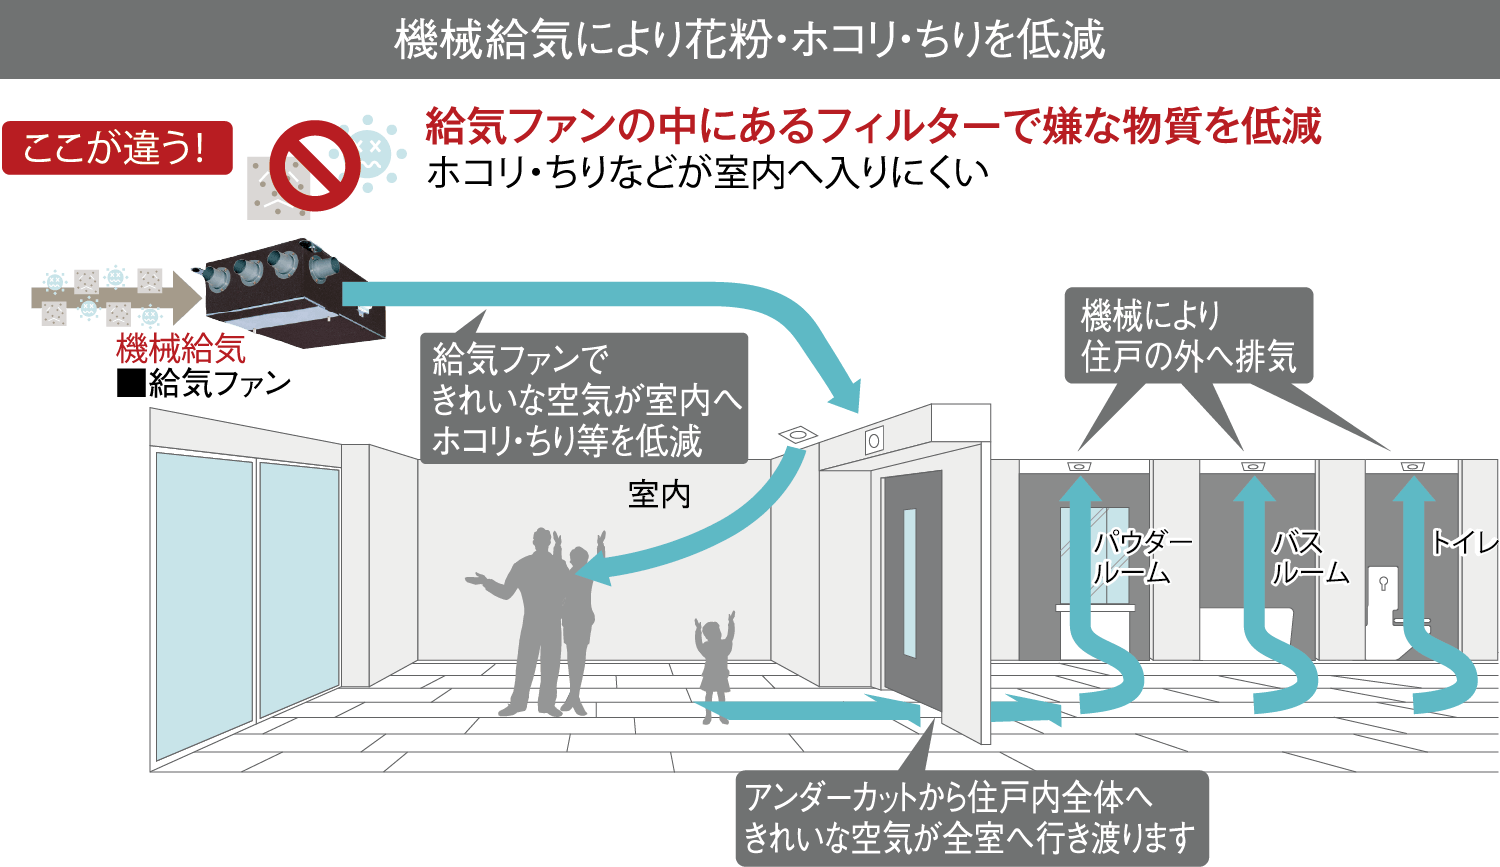 機械給気により花粉・ホコリ・ちりを低減
ここが違う!
給気ファンの中にあるフィルターで嫌な物質を低減
ホコリ・ちりなどが室内へ入りにくい
機械給気
■給気ファン
給気ファンで
きれいな空気が室内へ
ホコリ・ちり等を低減
機械により
住戸の外へ排気
室内
パウダー
ルーム
バス
ルーム
トイレ
アンダーカットから住戸内全体へ
きれいな空気が全室へ行き渡ります